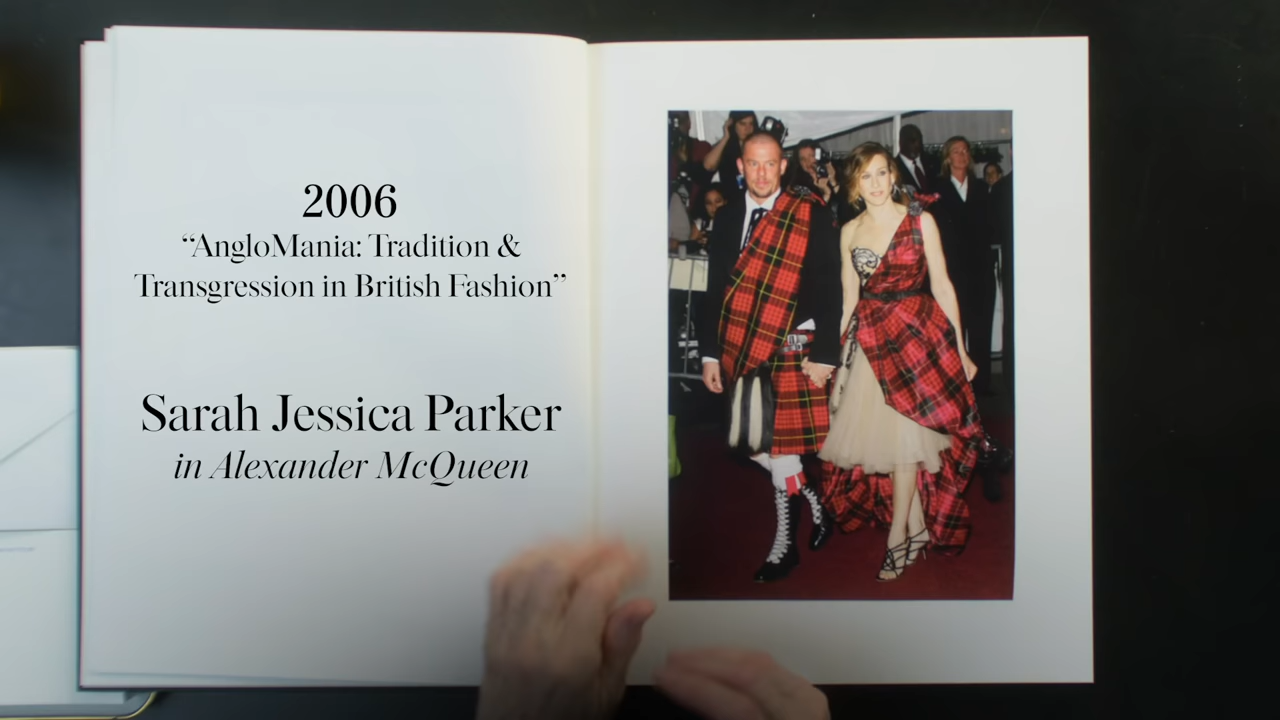 2006
“AngloMania: Tradition &
Transgression in British Fashion”
Sarah Jessica Parker
in Alexander McQueen